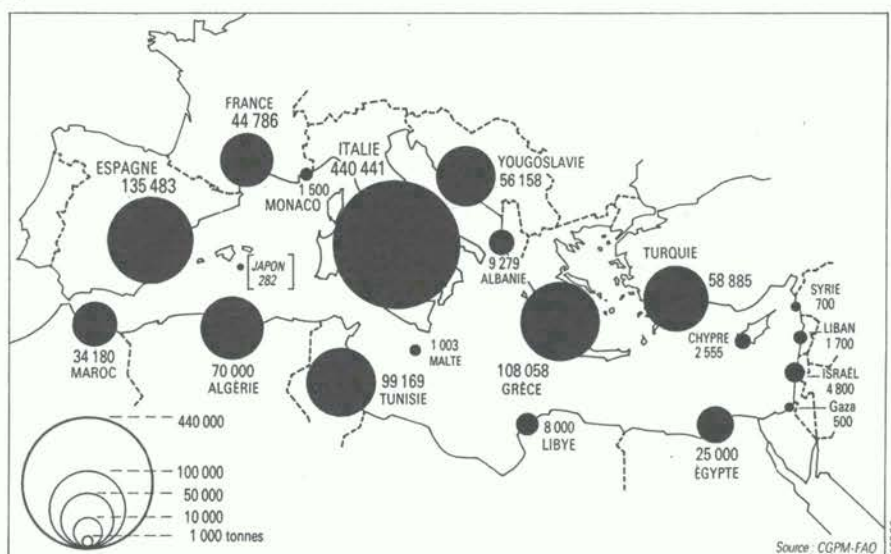 FRANCE
44 786
ESPAGNE
135 483
ITALIE
440 441
1 500
MONACO
YOUGOSLAVIE
56 158
JAPON
282
9 279
ALBANIE
TURQUIE
58 885
SYRIE
700
CHYPRE
2 555
LIBAN
1 700
ISRAËL
4 800
Gaza
500
34 180
MAROC
70 000
ALGÉRIE
1 003
MALTE
99 169
TUNISIE
108 058
GRÈCE
8 000
LIBYE
25 000
ÉGYPTE
440 000
100 000
50 000
10 000
1 000 tonnes
Source : CGPM-FAO